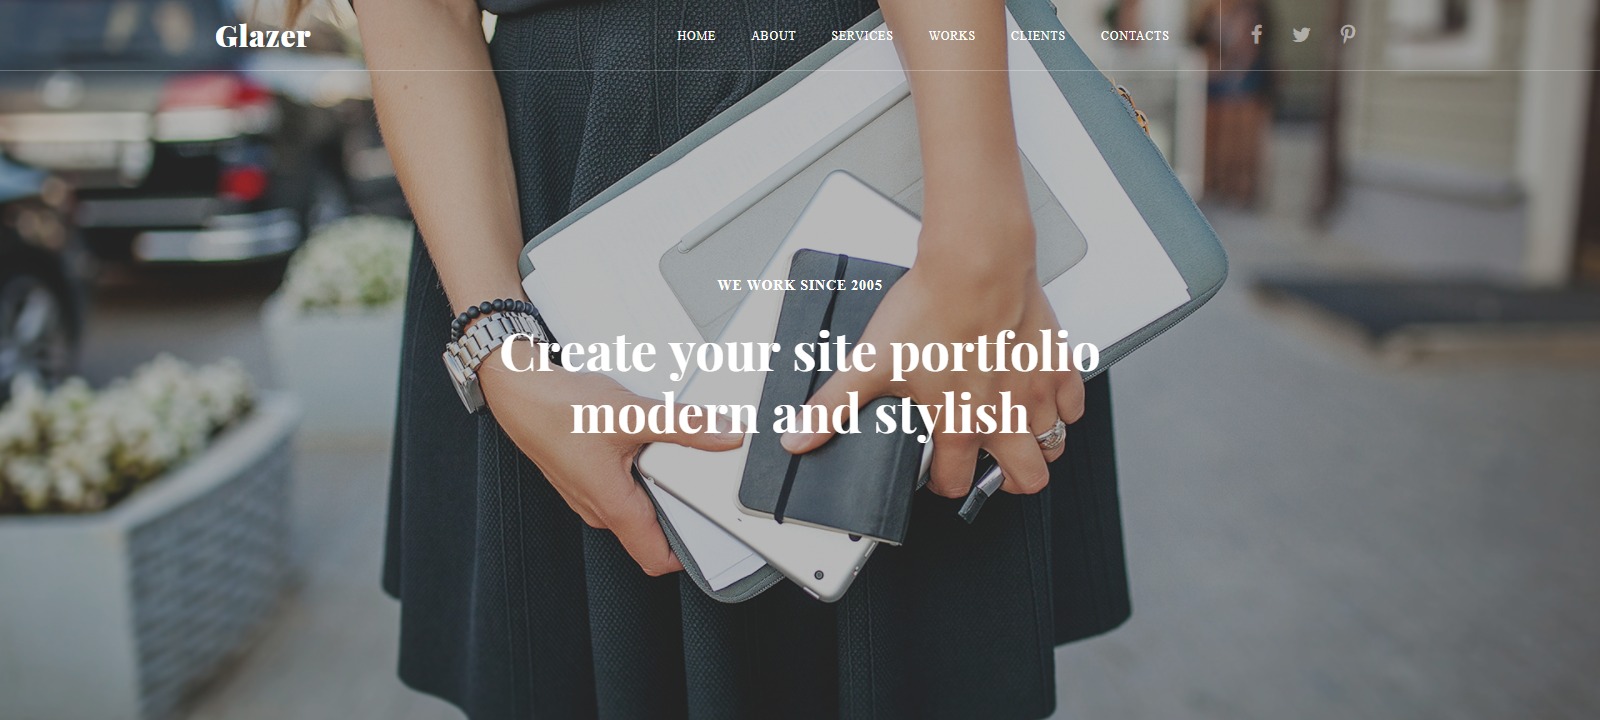 Glazer
HOME ABOUT SERVICES WORKS CLIENTS CONTACTS
WE WORK SINCE 2005
Create your site portfolio
modern and stylish